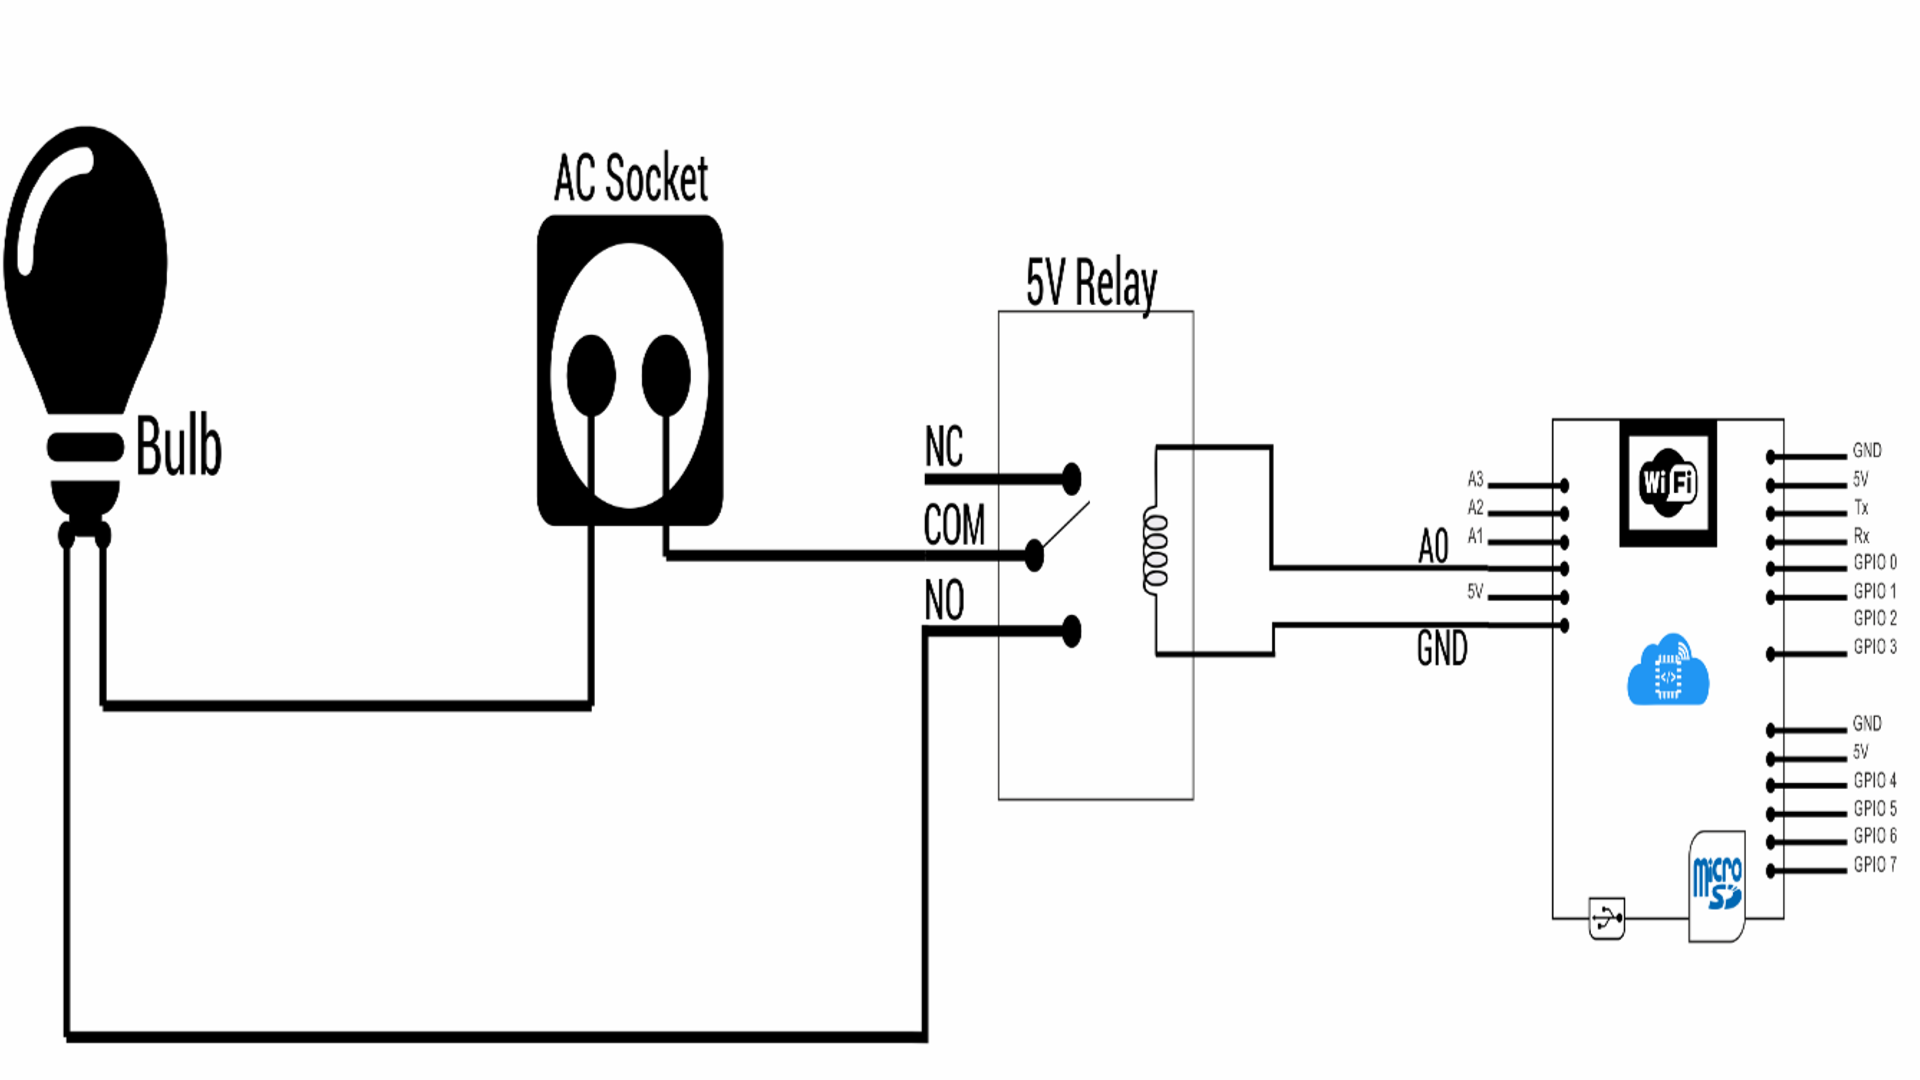 AC Socket
5V Relay
Bulb
NC
COM
NO
A0
GND
A3
A2
A1
5V
WiFi
</>
micro
SD
GND
5V
Tx
Rx
GPIO 0
GPIO 1
GPIO 2
GPIO 3
GND
5V
GPIO 4
GPIO 5
GPIO 6
GPIO 7